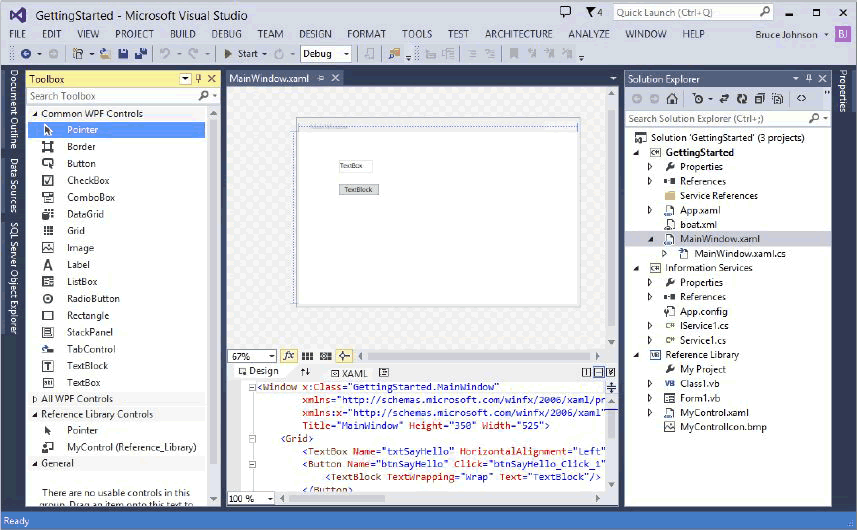 GettingStarted - Microsoft Visual Studio
4
Quick Launch (Ctrl+Q)
FILE EDIT VIEW PROJECT BUILD DEBUG TEAM DESIGN FORMAT TOOLS TEST ARCHITECTURE ANALYZE WINDOW HELP
Bruce Johnson
BJ
Start
Debug
Document Outline
Data Sources
SQL Server Object Explorer
Toolbox
Search Toolbox
Common WPF Controls
Pointer
Border
Button
CheckBox
ComboBox
DataGrid
Grid
Image
Label
ListBox
RadioButton
Rectangle
StackPanel
TabControl
TextBlock
TextBox
All WPF Controls
Reference Library Controls
Pointer
MyControl (Reference_Library)
General
There are no usable controls in this
group. Drag an item onto this text to
MainWindow.xaml
TextBox
TextBlock
67%
Design
XAML
<Window x:Class="GettingStarted.MainWindow"
xmlns="http://schemas.microsoft.com/winfx/2006/xaml/pr
xmlns:x="http://schemas.microsoft.com/winfx/2006/xaml"
Title="MainWindow" Height="350" Width="525">
<Grid>
<TextBox Name="txtSayHello" HorizontalAlignment="Left"
<Button Name="btnSayHello" Click="btnSayHello_Click_1"
<TextBlock TextWrapping="Wrap" Text="TextBlock"/>
</Button>
100 %
Solution Explorer
Search Solution Explorer (Ctrl+;)
Solution 'GettingStarted' (3 projects)
GettingStarted
Properties
References
Service References
App.xaml
boat.xml
MainWindow.xaml
MainWindow.xaml.cs
Information Services
Properties
References
App.config
IService1.cs
Service1.cs
Reference Library
My Project
Class1.vb
Form1.vb
MyControl.xaml
MyControlIcon.bmp
Properties
Ready